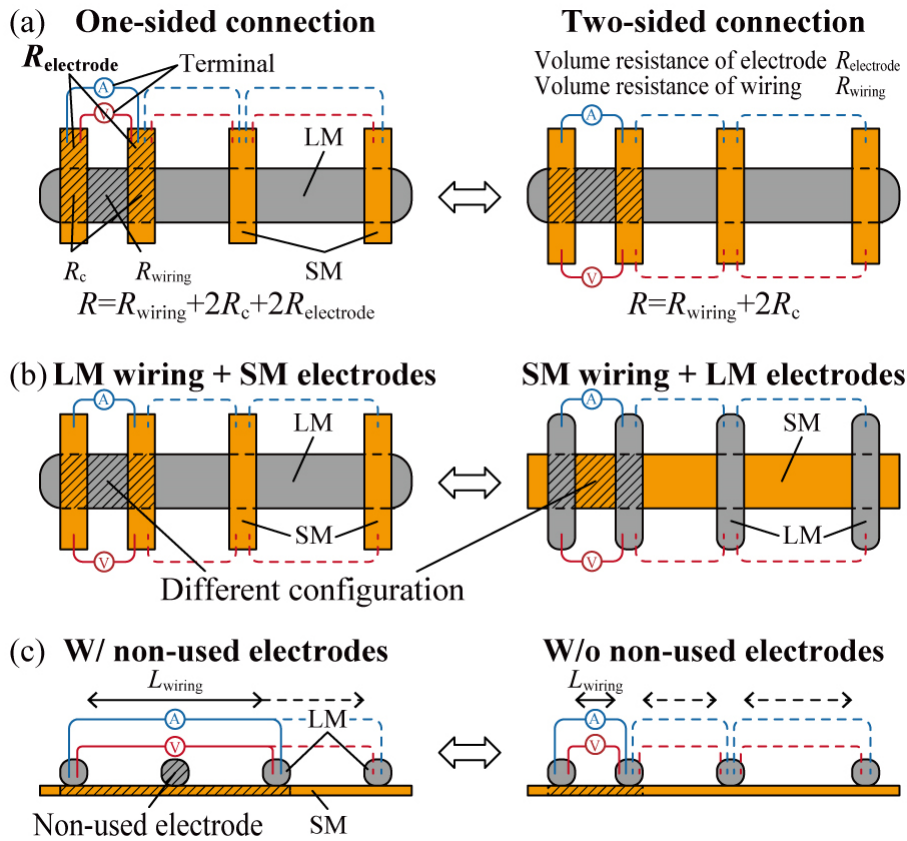 (a) One-sided connection
Two-sided connection
R_electrode
Terminal
A
V
LM
R_c
R_wiring
SM
R=R_wiring+2R_c+2R_electrode
Volume resistance of electrode R_electrode
Volume resistance of wiring R_wiring
A
V
R=R_wiring+2R_c
(b) LM wiring + SM electrodes
SM wiring + LM electrodes
A
LM
SM
V
A
SM
LM
V
Different configuration
(c) W/ non-used electrodes
W/o non-used electrodes
L_wiring
A
LM
V
Non-used electrode
SM
L_wiring
A
V